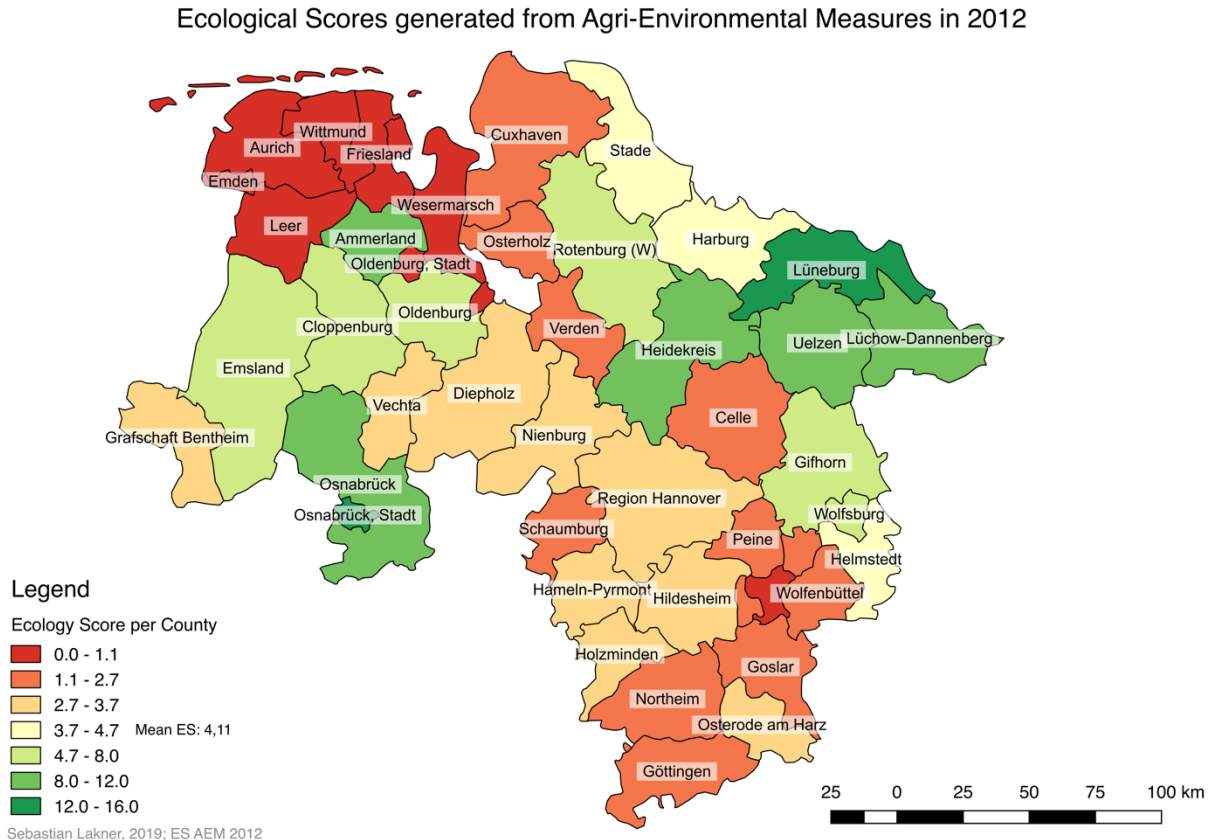 Ecological Scores generated from Agri-Environmental Measures in 2012
Cuxhaven
Wittmund
Aurich
Friesland
Stade
Emden
Wesermarsch
Leer
Ammerland
Osterholz
Rotenburg (W)
Harburg
Oldenburg, Stadt
Lüneburg
Oldenburg
Cloppenburg
Verden
Heidekreis
Uelzen
Lüchow-Dannenberg
Emsland
Diepholz
Vechta
Celle
Grafschaft Bentheim
Nienburg
Gifhorn
Osnabrück
Region Hannover
Osnabrück, Stadt
Wolfsburg
Schaumburg
Peine
Helmstedt
Hameln-Pyrmont
Hildesheim
Wolfenbüttel
Holzminden
Goslar
Northeim
Osterode am Harz
Göttingen
Legend
Ecology Score per County
0.0 - 1.1
1.1 - 2.7
2.7 - 3.7
3.7 - 4.7 Mean ES: 4,11
4.7 - 8.0
8.0 - 12.0
12.0 - 16.0
25 0 25 50 75 100 km
Sebastian Lakner, 2019; ES AEM 2012